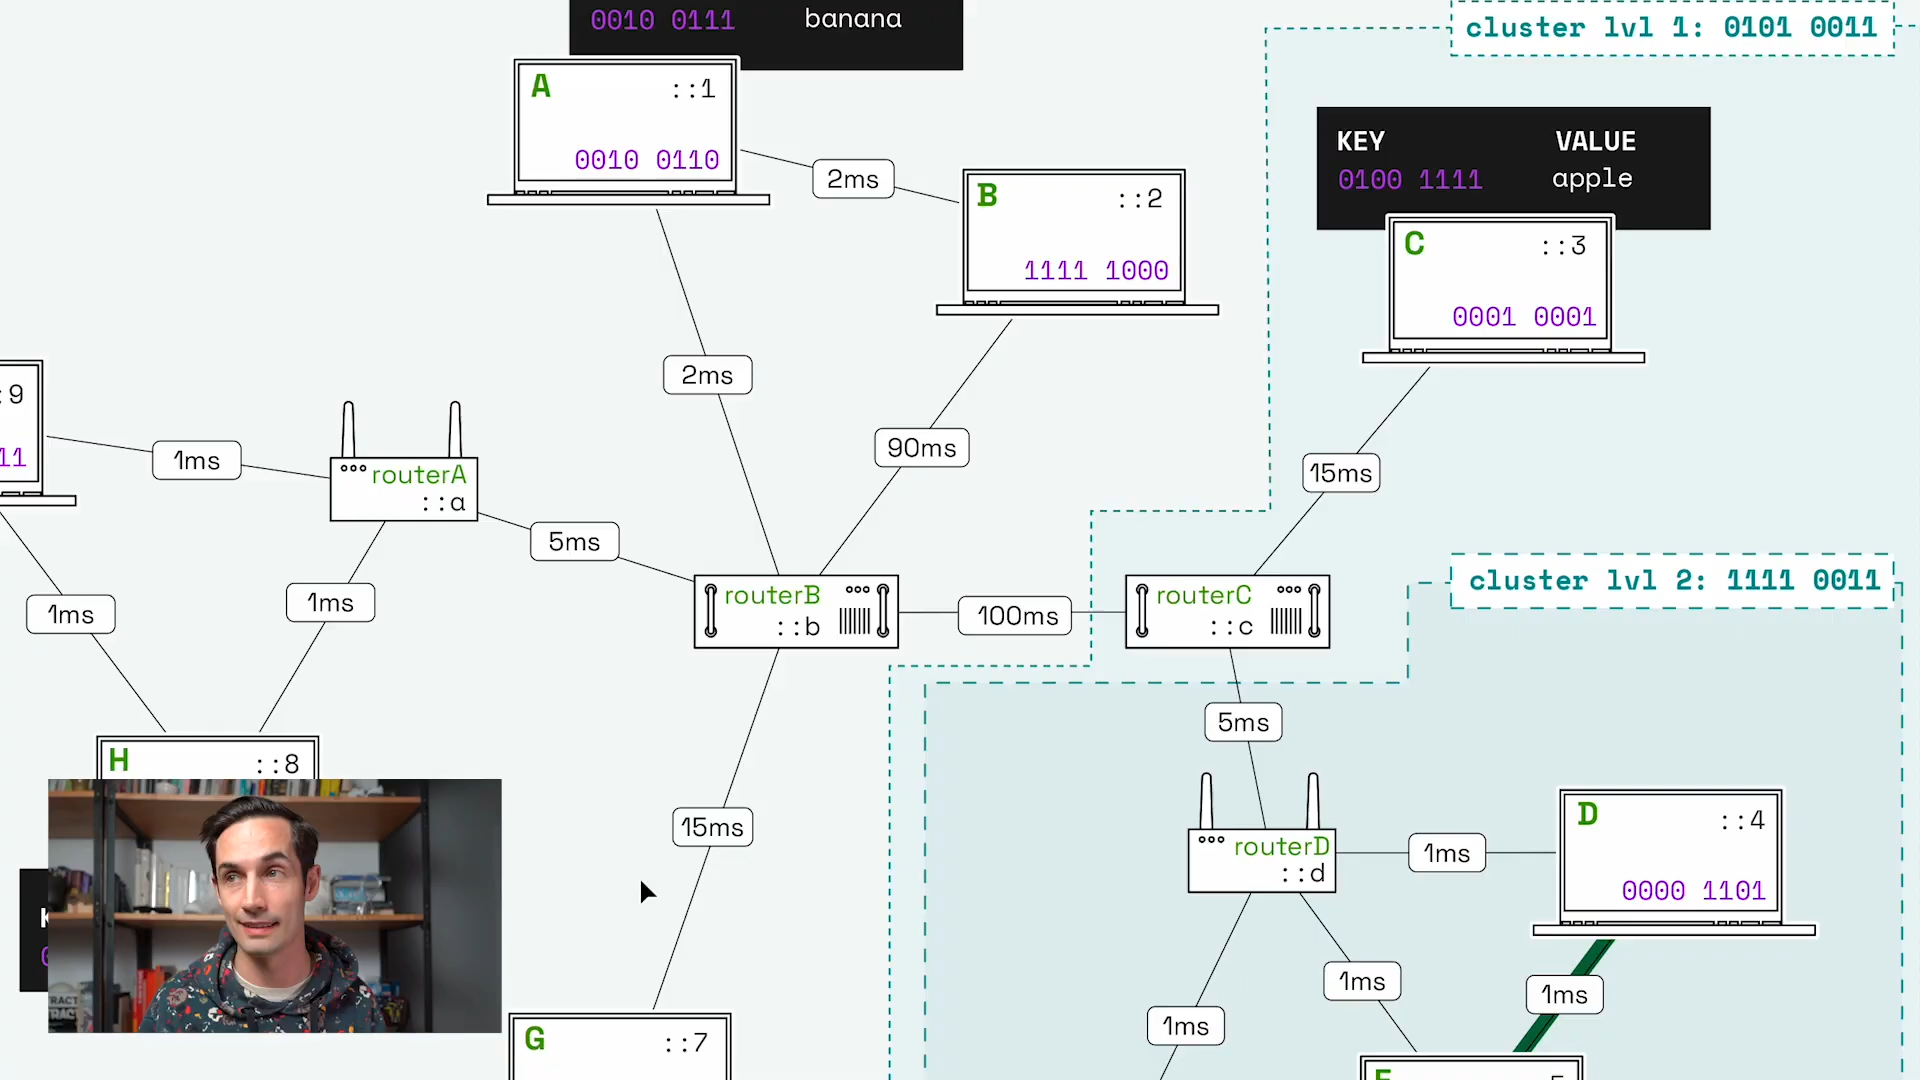 0010 0111 banana
cluster lvl 1: 0101 0011
A ::1
0010 0110
2ms
B ::2
1111 1000
KEY VALUE
0100 1111 apple
C ::3
0001 0001
2ms
90ms
15ms
:9
11
1ms
routerA
::a
5ms
1ms
1ms
routerB
::b
100ms
routerC
::c
cluster lvl 2: 1111 0011
5ms
H ::8
15ms
routerD
::d
1ms
D ::4
0000 1101
1ms
1ms
1ms
G ::7